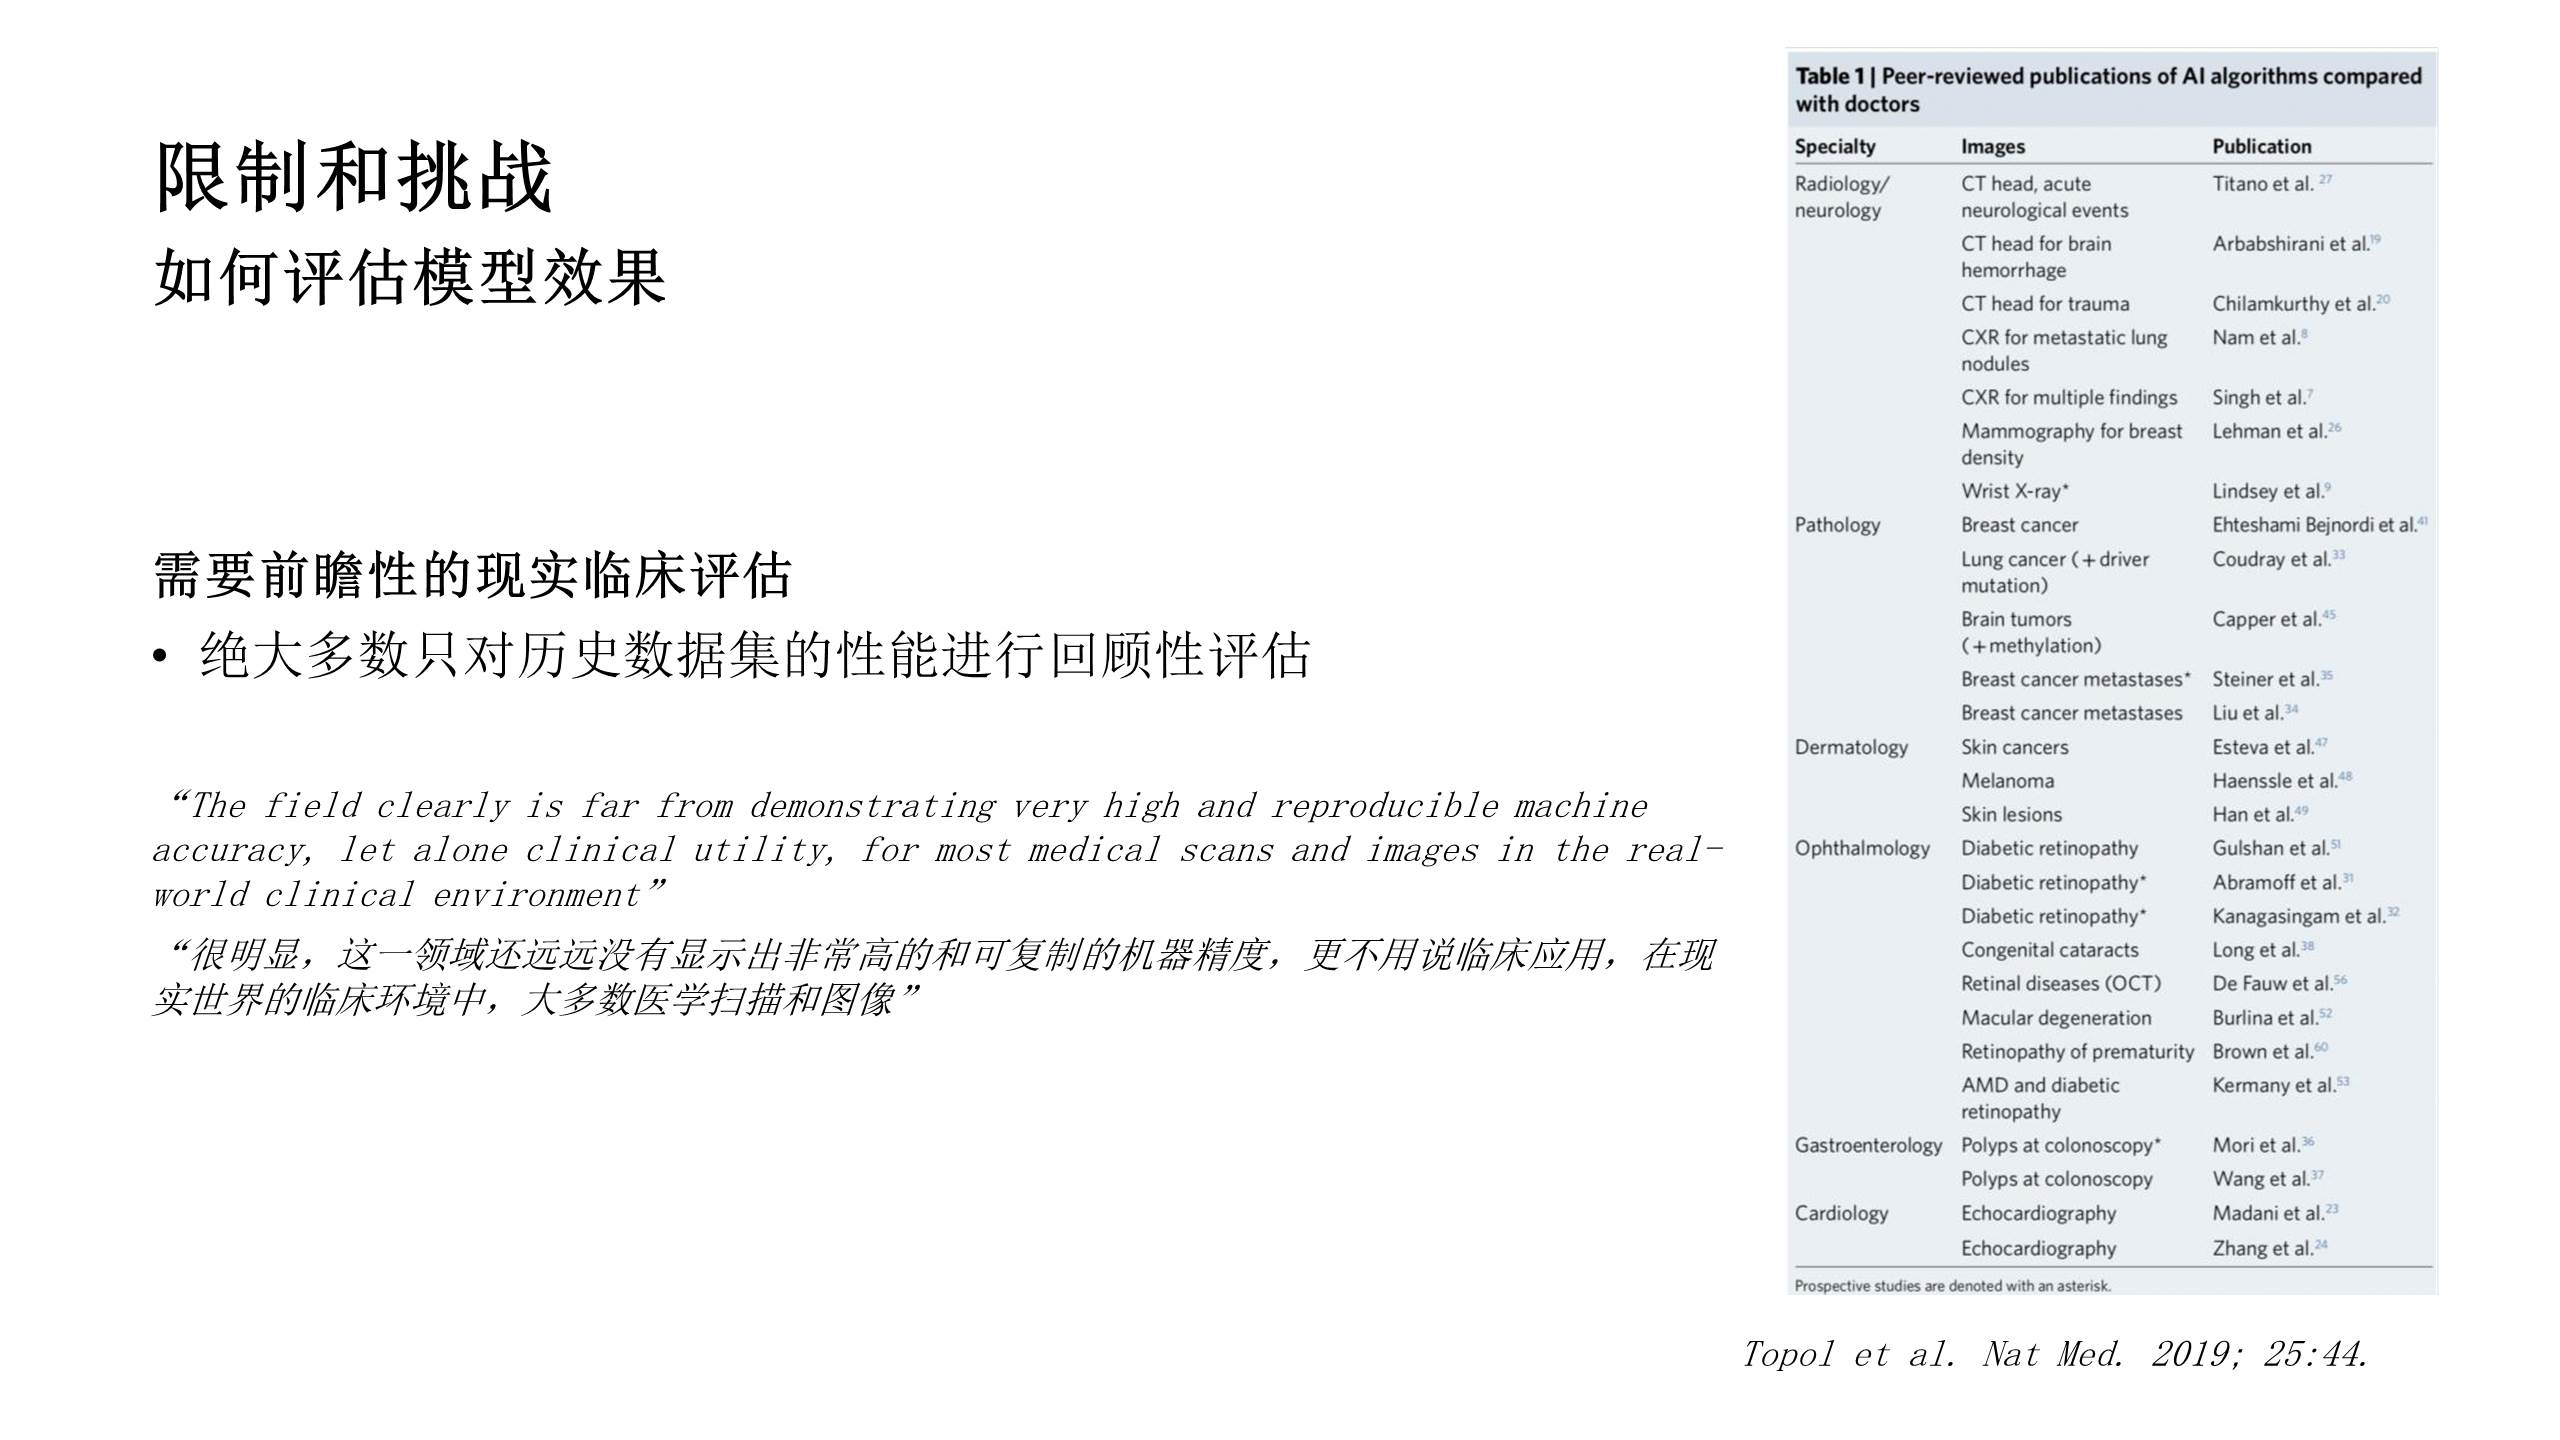 限制和挑战
如何评估模型效果
需要前瞻性的现实临床评估
• 绝大多数只对历史数据集的性能进行回顾性评估
“The field clearly is far from demonstrating very high and reproducible machine
accuracy, let alone clinical utility, for most medical scans and images in the real-
world clinical environment”
“很明显，这一领域还远远没有显示出非常高的和可复制的机器精度，更不用说临床应用，在现
实世界的临床环境中，大多数医学扫描和图像”
Table 1 | Peer-reviewed publications of AI algorithms compared
with doctors
Specialty Images Publication
Radiology/ CT head, acute Titano et al. 27
neurology neurological events
CT head for brain Arbabshirani et al.19
hemorrhage
CT head for trauma Chilamkurthy et al.20
CXR for metastatic lung Nam et al.8
nodules
CXR for multiple findings Singh et al.7
Mammography for breast Lehman et al.26
density
Wrist X-ray* Lindsey et al.9
Pathology Breast cancer Ehteshami Bejnordi et al.41
Lung cancer (+driver Coudray et al.33
mutation)
Brain tumors Capper et al.45
(+methylation)
Breast cancer metastases* Steiner et al.35
Breast cancer metastases Liu et al.34
Dermatology Skin cancers Esteva et al.47
Melanoma Haenssle et al.48
Skin lesions Han et al.49
Ophthalmology Diabetic retinopathy Gulshan et al.51
Diabetic retinopathy* Abramoff et al.31
Diabetic retinopathy* Kanagasingam et al.32
Congenital cataracts Long et al.38
Retinal diseases (OCT) De Fauw et al.56
Macular degeneration Burlina et al.52
Retinopathy of prematurity Brown et al.60
AMD and diabetic Kermany et al.53
retinopathy
Gastroenterology Polyps at colonoscopy* Mori et al.36
Polyps at colonoscopy Wang et al.37
Cardiology Echocardiography Madani et al.23
Echocardiography Zhang et al.24
Prospective studies are denoted with an asterisk.
Topol et al. Nat Med. 2019; 25:44.